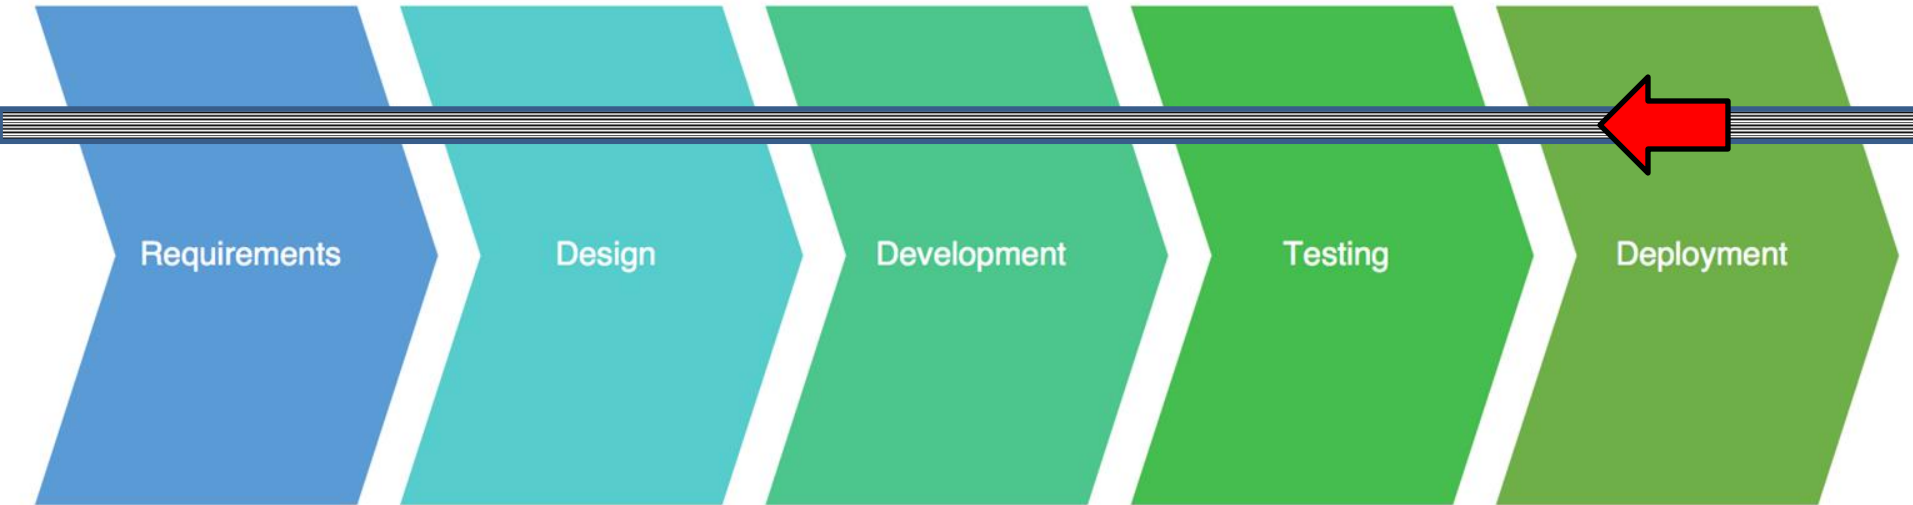 Requirements
Design
Development
Testing
Deployment